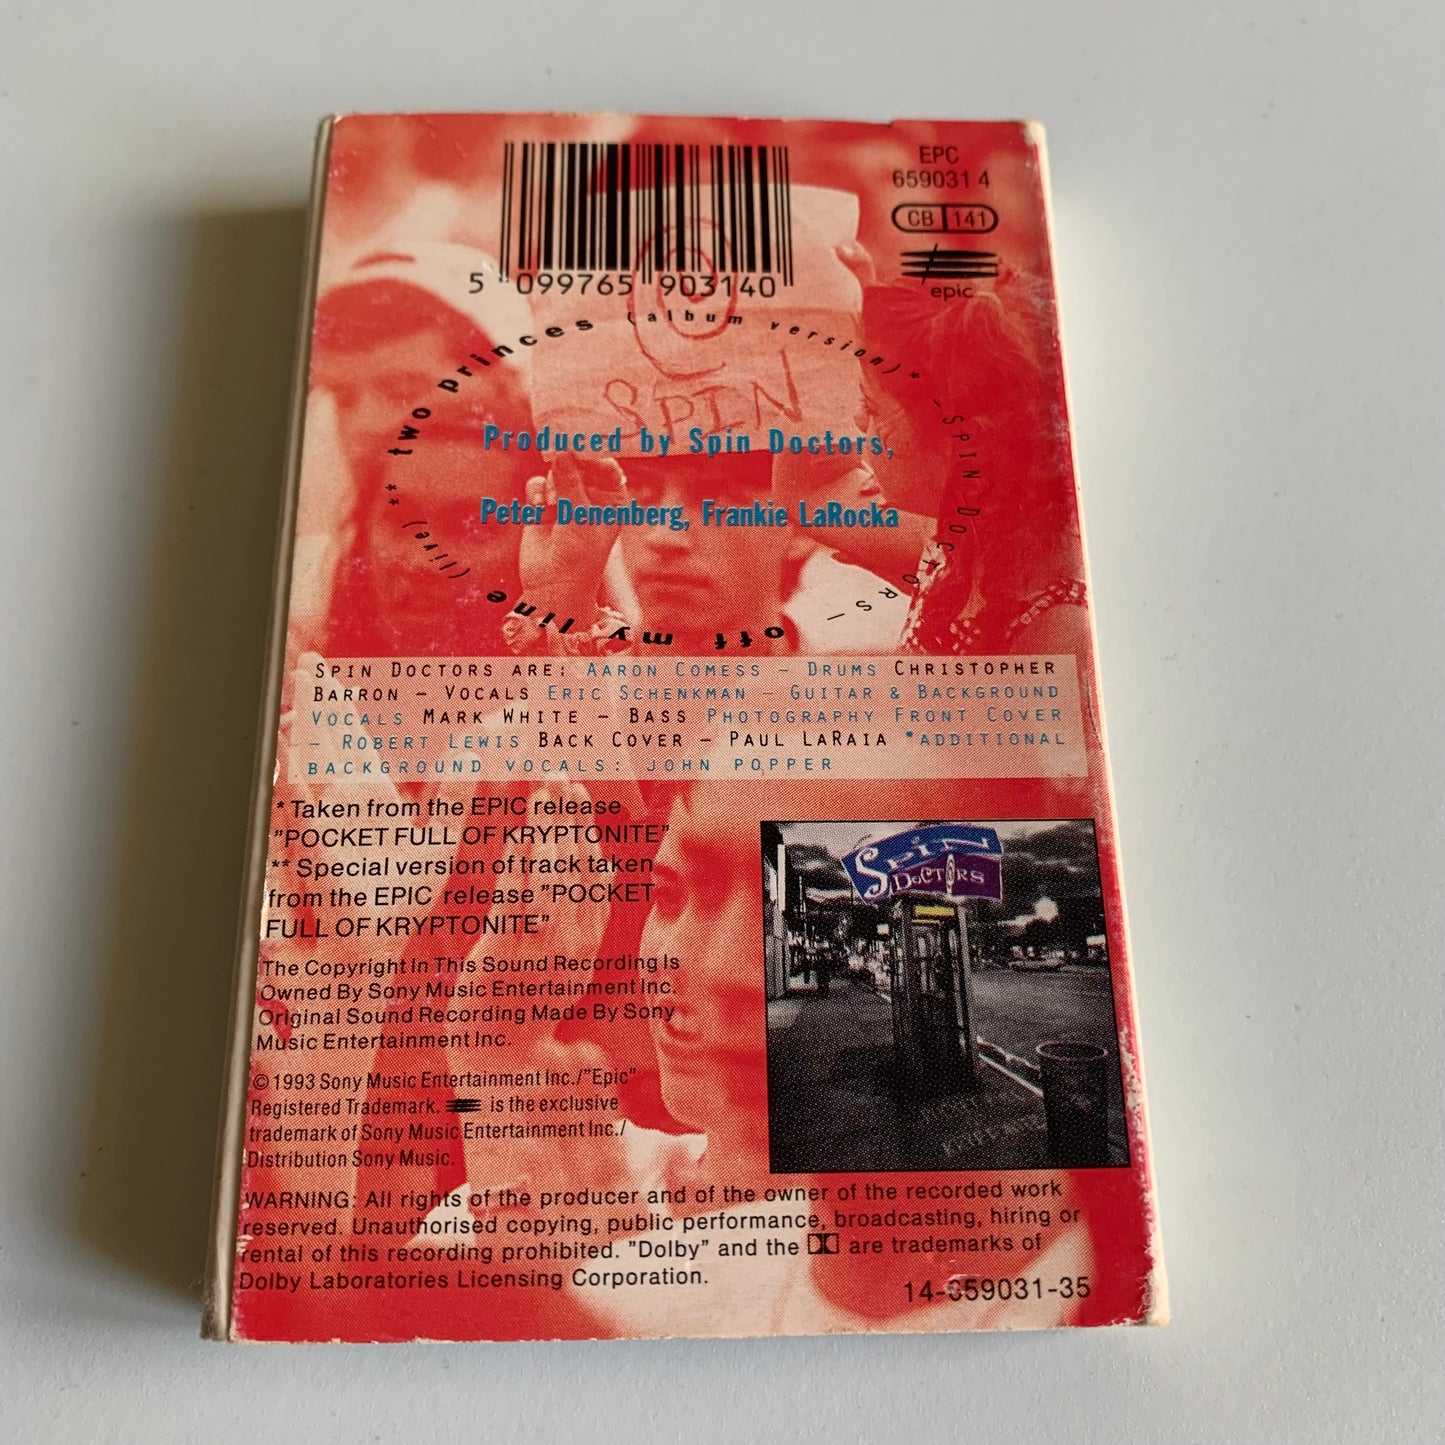 EPC
659031 4
CB 141
epic
5 099765 903140
two princes (album version)* – SPIN DOCTORS – off my line (live)**
SPIN
Produced by Spin Doctors,
Peter Denenberg, Frankie LaRocka
SPIN DOCTORS ARE: AARON COMESS – DRUMS CHRISTOPHER
BARRON – VOCALS ERIC SCHENKMAN – GUITAR & BACKGROUND
VOCALS MARK WHITE – BASS PHOTOGRAPHY FRONT COVER
– ROBERT LEWIS BACK COVER – PAUL LARAIA *ADDITIONAL
BACKGROUND VOCALS: JOHN POPPER
* Taken from the EPIC release
"POCKET FULL OF KRYPTONITE"
** Special version of track taken
from the EPIC release "POCKET
FULL OF KRYPTONITE"
SPIN
DOCTORS
The Copyright In This Sound Recording Is
Owned By Sony Music Entertainment Inc.
Original Sound Recording Made By Sony
Music Entertainment Inc.
© 1993 Sony Music Entertainment Inc./"Epic"
Registered Trademark. is the exclusive
trademark of Sony Music Entertainment Inc./
Distribution Sony Music.
WARNING: All rights of the producer and of the owner of the recorded work
reserved. Unauthorised copying, public performance, broadcasting, hiring or
rental of this recording prohibited. "Dolby" and the are trademarks of
Dolby Laboratories Licensing Corporation.
14-659031-35